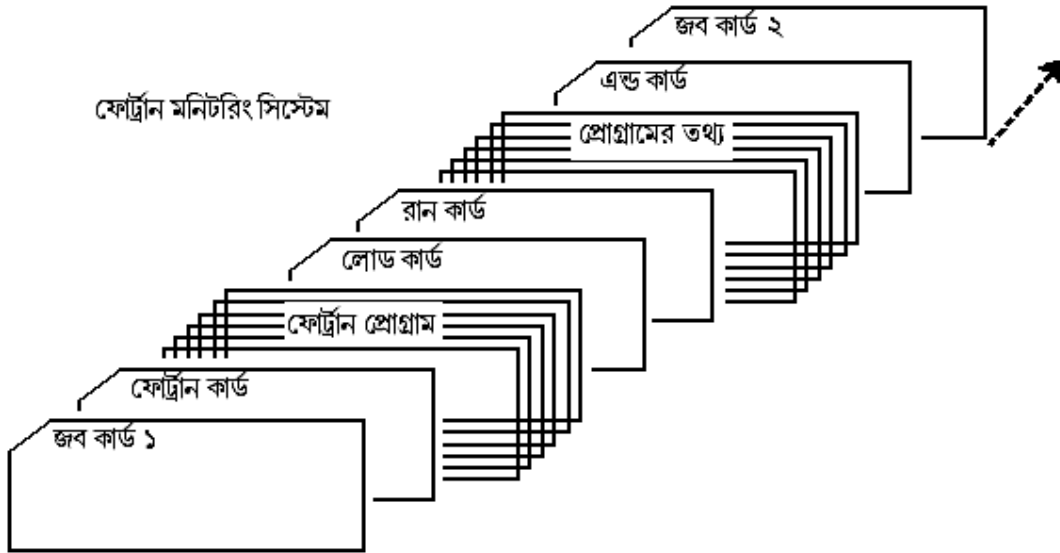 জব কার্ড ২
এন্ড কার্ড
ফোর্ট্রান মনিটরিং সিস্টেম
প্রোগ্রামের তথ্য
রান কার্ড
লোড কার্ড
ফোর্ট্রান প্রোগ্রাম
ফোর্ট্রান কার্ড
জব কার্ড ১